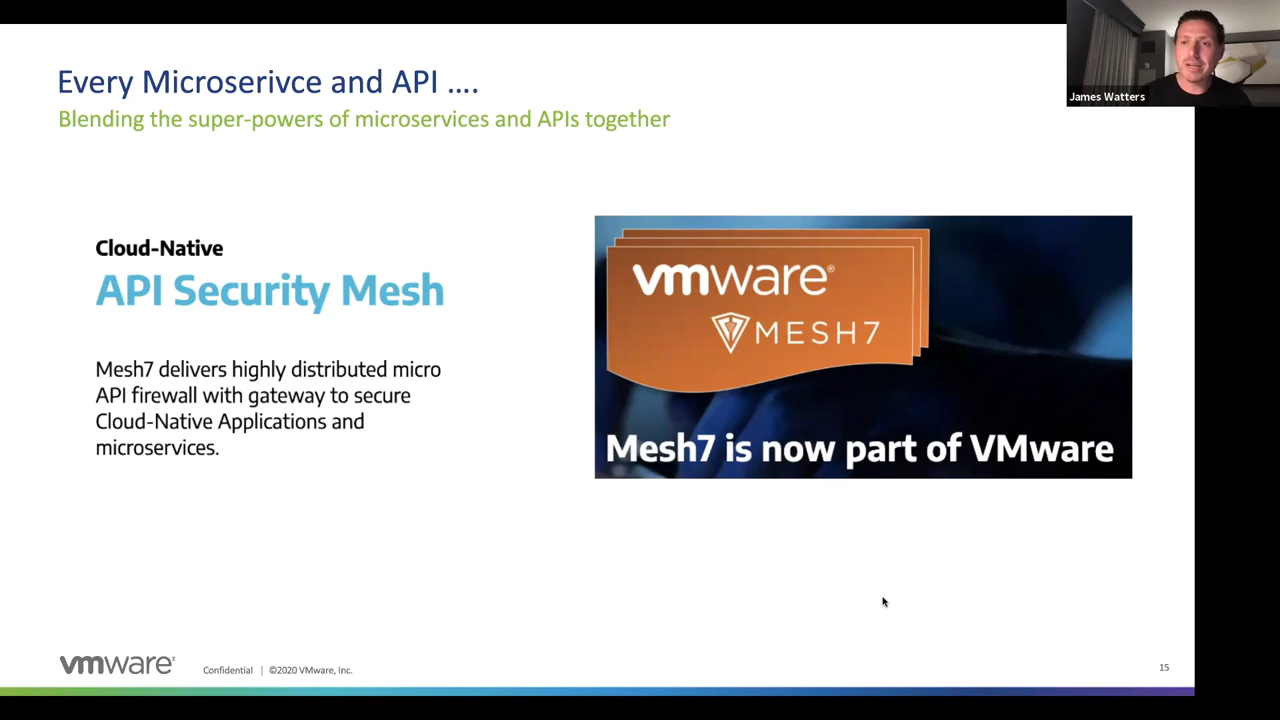 James Watters
Every Microserivce and API ....
Blending the super-powers of microservices and APIs together
Cloud-Native
API Security Mesh
Mesh7 delivers highly distributed micro
API firewall with gateway to secure
Cloud-Native Applications and
microservices.
vmware®
MESH7
Mesh7 is now part of VMware
vmware®
Confidential | ©2020 VMware, Inc.
15